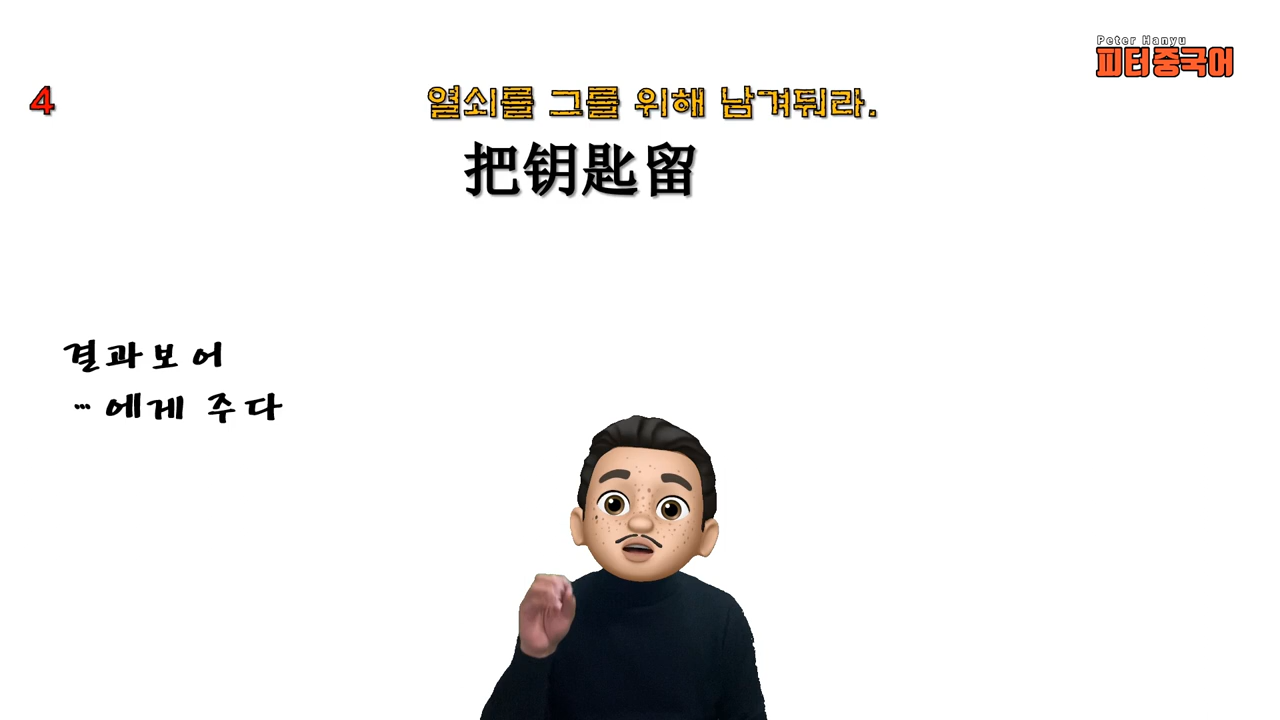 Peter Hanyu
피터중국어
4
열쇠를 그를 위해 남겨둬라.
把钥匙留
결과보어
… 에게 주다